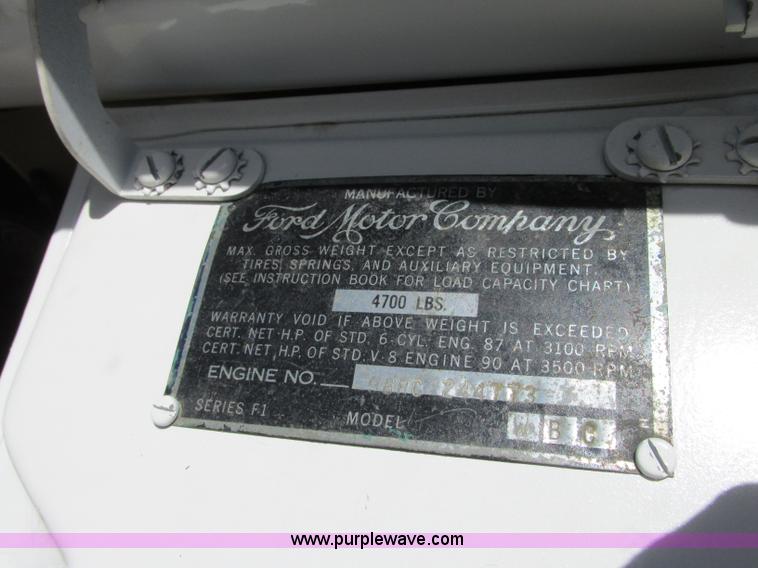 MANUFACTURED BY
Ford Motor Company
MAX. GROSS WEIGHT EXCEPT AS RESTRICTED BY
TIRES, SPRINGS, AND AUXILIARY EQUIPMENT.
(SEE INSTRUCTION BOOK FOR LOAD CAPACITY CHART)
4700 LBS.
WARRANTY VOID IF ABOVE WEIGHT IS EXCEEDED
CERT. NET H.P. OF STD. 6-CYL. ENG. 87 AT 3100 RPM
CERT. NET H.P. OF STD. V-8 ENGINE 90 AT 3500 RPM
ENGINE NO.
SERIES F1 MODEL B C
www.purplewave.com